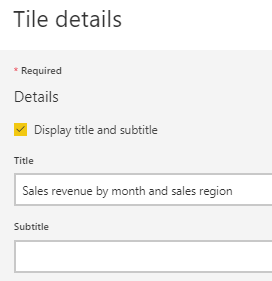 Tile details
* Required
Details
Display title and subtitle
Title
Sales revenue by month and sales region
Subtitle